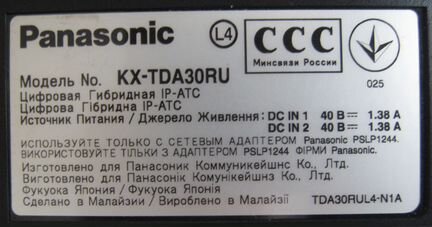 Panasonic
L4
ССС
Минсвязи России
025
Модель No. KX-TDA30RU
Цифровая Гибридная IP-АТС
Цифрова Гібридна IP-АТС
Источник Питания / Джерело Живлення: DC IN 1 40 В 1.38 А
DC IN 2 40 В 1.38 А
ИСПОЛЬЗУЙТЕ ТОЛЬКО С СЕТЕВЫМ АДАПТЕРОМ Panasonic PSLP1244.
ВИКОРИСТОВУЙТЕ ТІЛЬКИ З АДАПТЕРОМ PSLP1244 ФІРМИ Panasonic.
Изготовлено для Панасоник Коммуникейшнс Ко., Лтд.
Виготовлено для Панасонік Комунікейшнз Ко., Лтд.
Фукуока Япония / Фукуока Японія
Сделано в Малайзии / Вироблено в Малайзії
TDA30RUL4-N1A